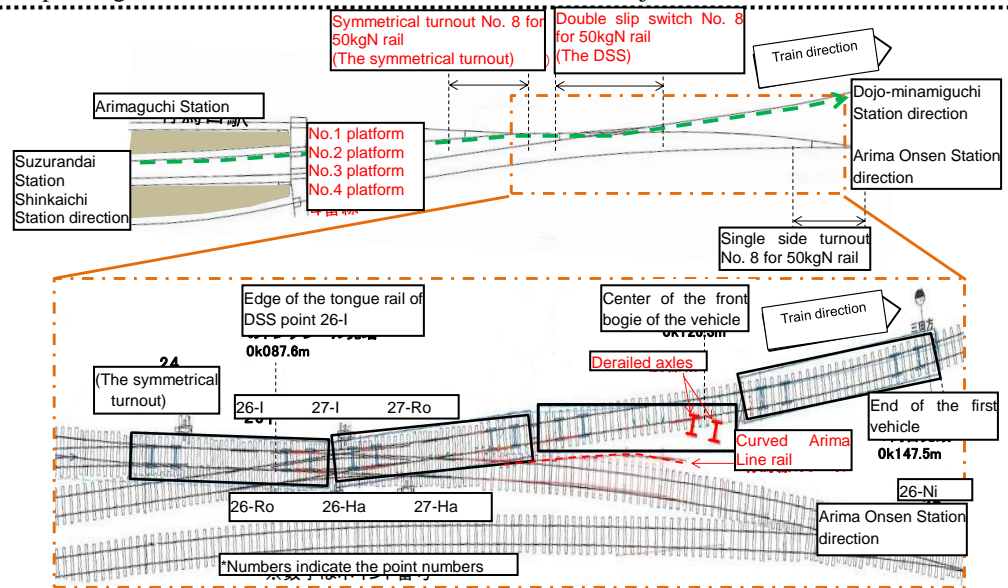 Symmetrical turnout No. 8 for
50kgN rail
(The symmetrical turnout)
Double slip switch No. 8
for 50kgN rail
(The DSS)
Train direction
Arimaguchi Station
Dojo-minamiguchi
Station direction
No.1 platform
No.2 platform
No.3 platform
No.4 platform
Suzurandai
Station
Shinkaichi
Station direction
Arima Onsen Station
direction
Single side turnout
No. 8 for 50kgN rail
Edge of the tongue rail of
DSS point 26-I
0k087.6m
Center of the front
bogie of the vehicle
Train direction
Derailed axles
24
(The symmetrical
turnout)
26-I 27-I 27-Ro
End of the first
vehicle
0k147.5m
Curved Arima
Line rail
26-Ni
26-Ro 26-Ha 27-Ha
Arima Onsen Station
direction
*Numbers indicate the point numbers